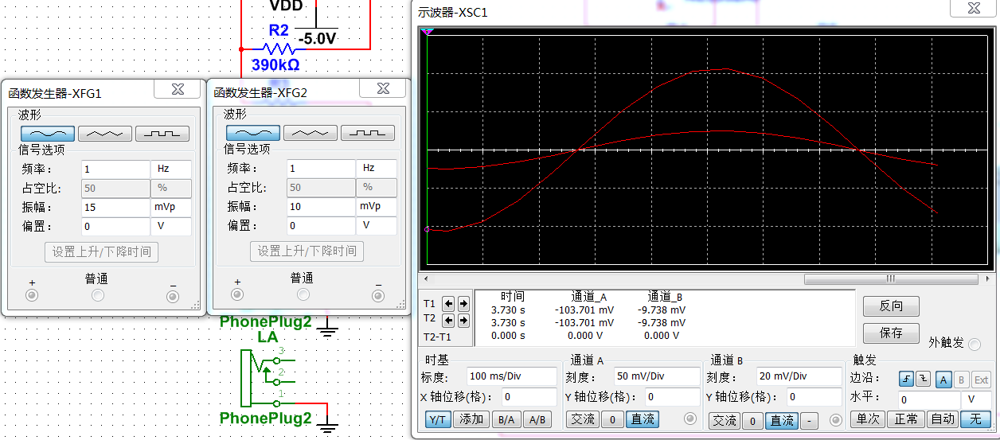 VDD
-5.0V
R2
390kΩ
函数发生器-XFG1
波形
信号选项
频率: 1 Hz
占空比: 50 %
振幅: 15 mVp
偏置: 0 V
设置上升/下降时间
+ 普通 −
函数发生器-XFG2
波形
信号选项
频率: 1 Hz
占空比: 50 %
振幅: 10 mVp
偏置: 0 V
设置上升/下降时间
+ 普通 −
PhonePlug2
LA
3
2
1
PhonePlug2
示波器-XSC1
时间 通道_A 通道_B
T1 3.730 s -103.701 mV -9.738 mV
T2 3.730 s -103.701 mV -9.738 mV
T2-T1 0.000 s 0.000 V 0.000 V
反向
保存
外触发
时基
标度: 100 ms/Div
X 轴位移(格): 0
Y/T 添加 B/A A/B
通道 A
刻度: 50 mV/Div
Y 轴位移(格): 0
交流 0 直流
通道 B
刻度: 20 mV/Div
Y 轴位移(格): 0
交流 0 直流 -
触发
边沿: A B Ext
水平: 0 V
单次 正常 自动 无